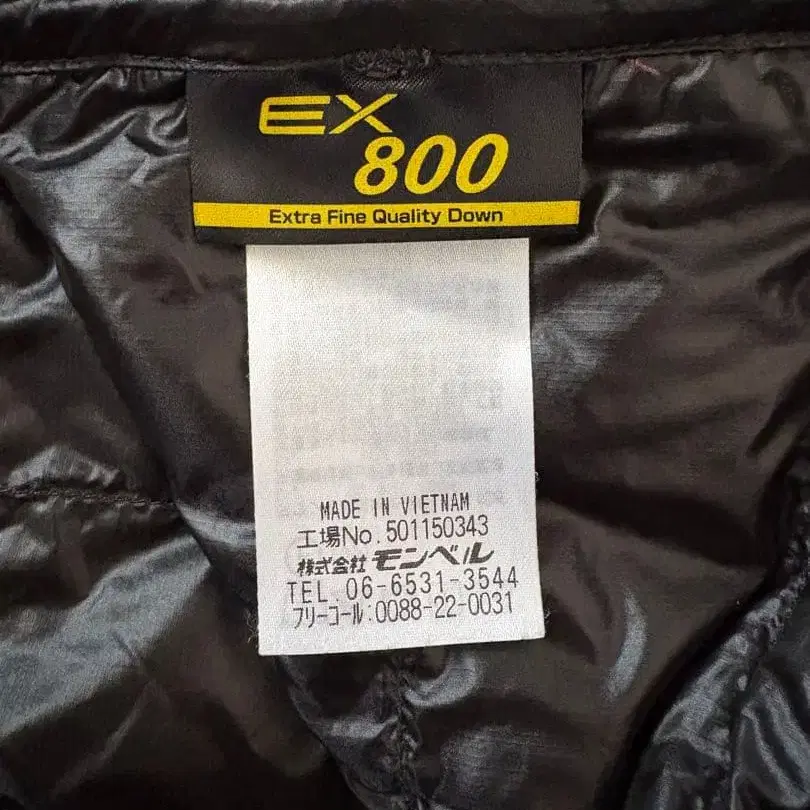 EX
800
Extra Fine Quality Down
MADE IN VIETNAM
工場No.501150343
株式会社 モンベル
TEL.06-6531-3544
フリーコール:0088-22-0031